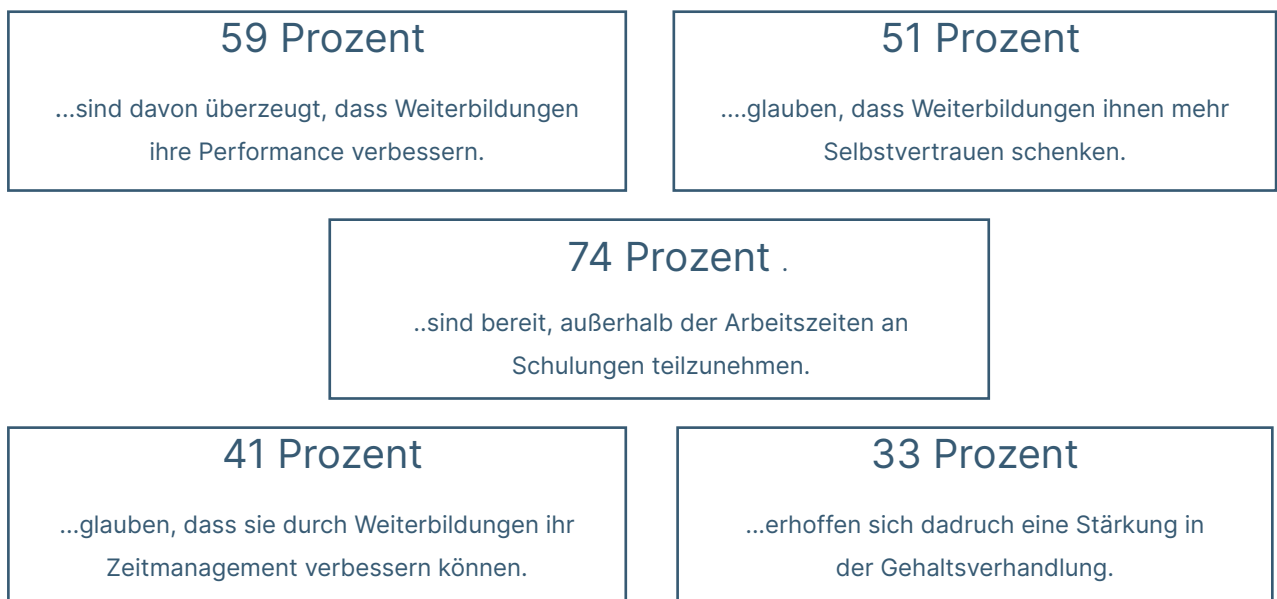 59 Prozent
...sind davon überzeugt, dass Weiterbildungen
ihre Performance verbessern.
51 Prozent
....glauben, dass Weiterbildungen ihnen mehr
Selbstvertrauen schenken.
74 Prozent .
..sind bereit, außerhalb der Arbeitszeiten an
Schulungen teilzunehmen.
41 Prozent
...glauben, dass sie durch Weiterbildungen ihr
Zeitmanagement verbessern können.
33 Prozent
...erhoffen sich dadruch eine Stärkung in
der Gehaltsverhandlung.